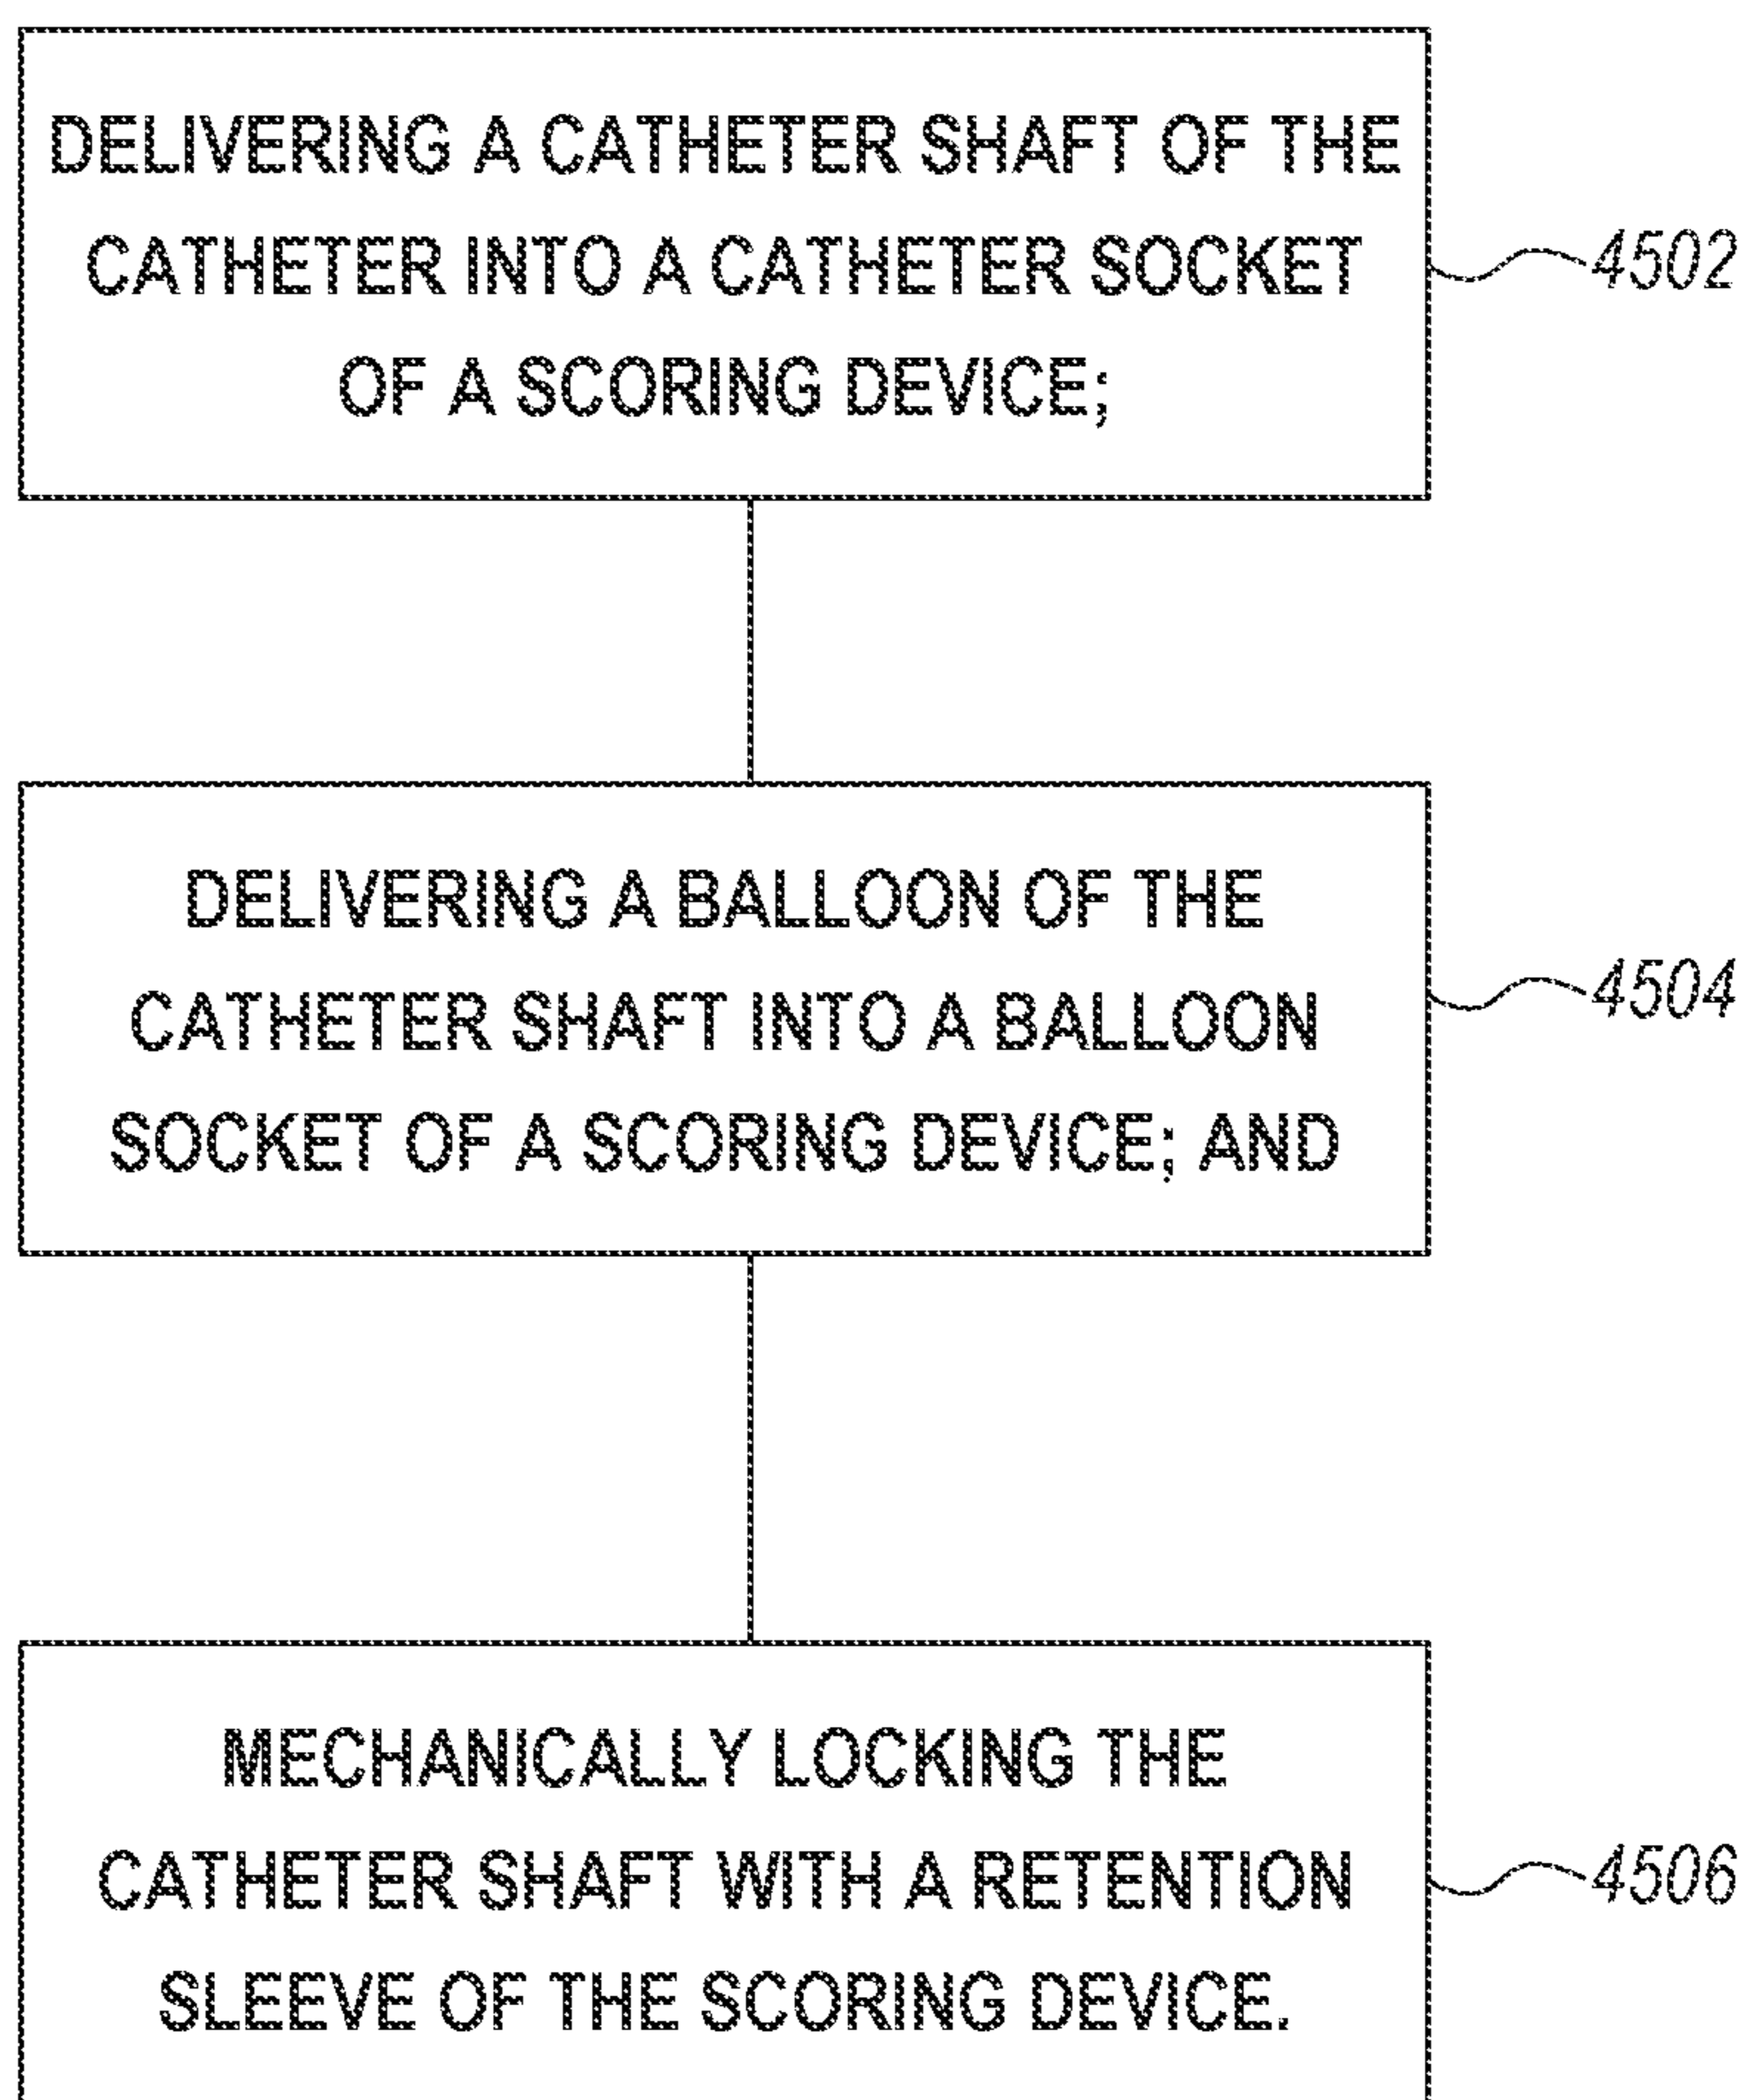 DELIVERING A CATHETER SHAFT OF THE
CATHETER INTO A CATHETER SOCKET
OF A SCORING DEVICE;
4502
DELIVERING A BALLOON OF THE
CATHETER SHAFT INTO A BALLOON
SOCKET OF A SCORING DEVICE; AND
4504
MECHANICALLY LOCKING THE
CATHETER SHAFT WITH A RETENTION
SLEEVE OF THE SCORING DEVICE.
4506